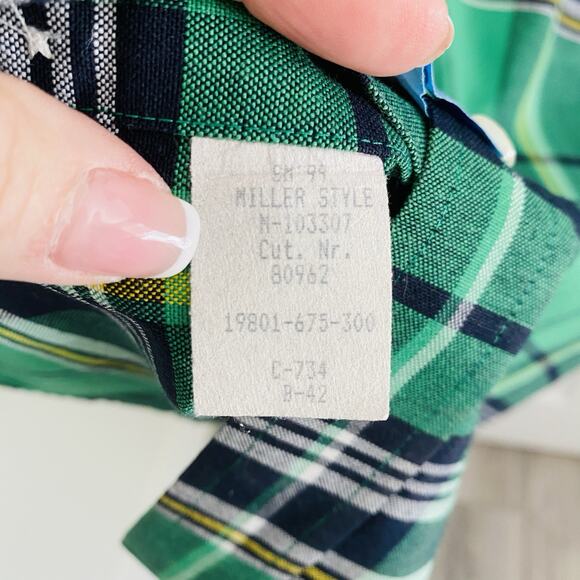 SM'99
MILLER STYLE
M-103307
Cut. Nr.
80962
19801-675-300
C-734
B-42